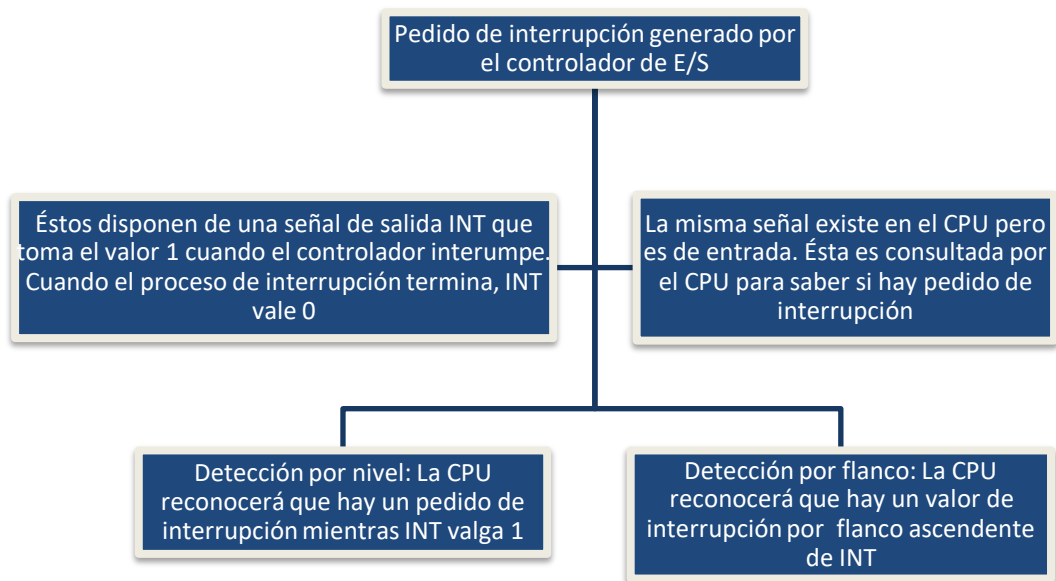 Pedido de interrupción generado por
el controlador de E/S
Éstos disponen de una señal de salida INT que
toma el valor 1 cuando el controlador interumpe.
Cuando el proceso de interrupción termina, INT
vale 0
La misma señal existe en el CPU pero
es de entrada. Ésta es consultada por
el CPU para saber si hay pedido de
interrupción
Detección por nivel: La CPU
reconocerá que hay un pedido de
interrupción mientras INT valga 1
Detección por flanco: La CPU
reconocerá que hay un valor de
interrupción por flanco ascendente
de INT